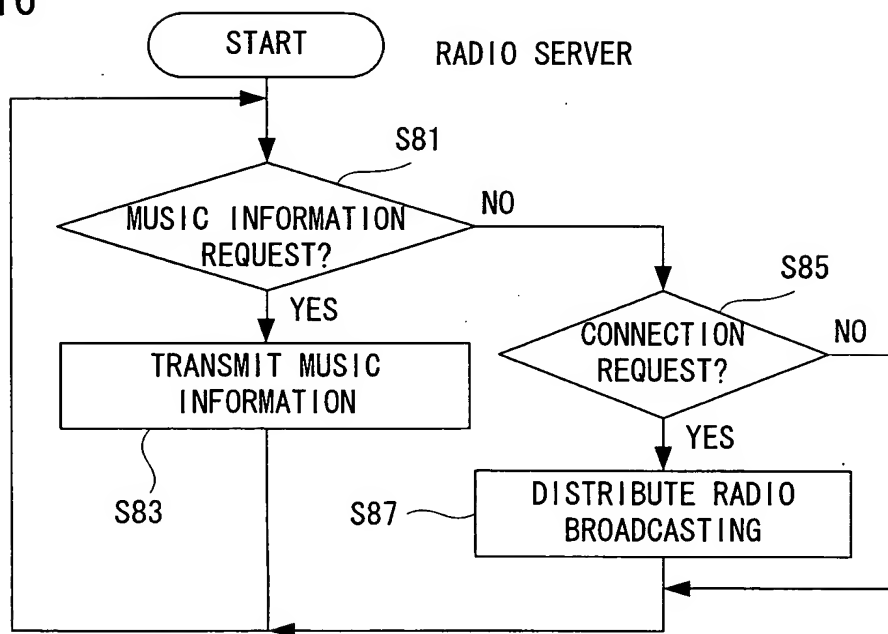 START
RADIO SERVER
S81
MUSIC INFORMATION
REQUEST?
NO
YES
S85
CONNECTION
REQUEST?
NO
YES
TRANSMIT MUSIC
INFORMATION
S83
S87
DISTRIBUTE RADIO
BROADCASTING